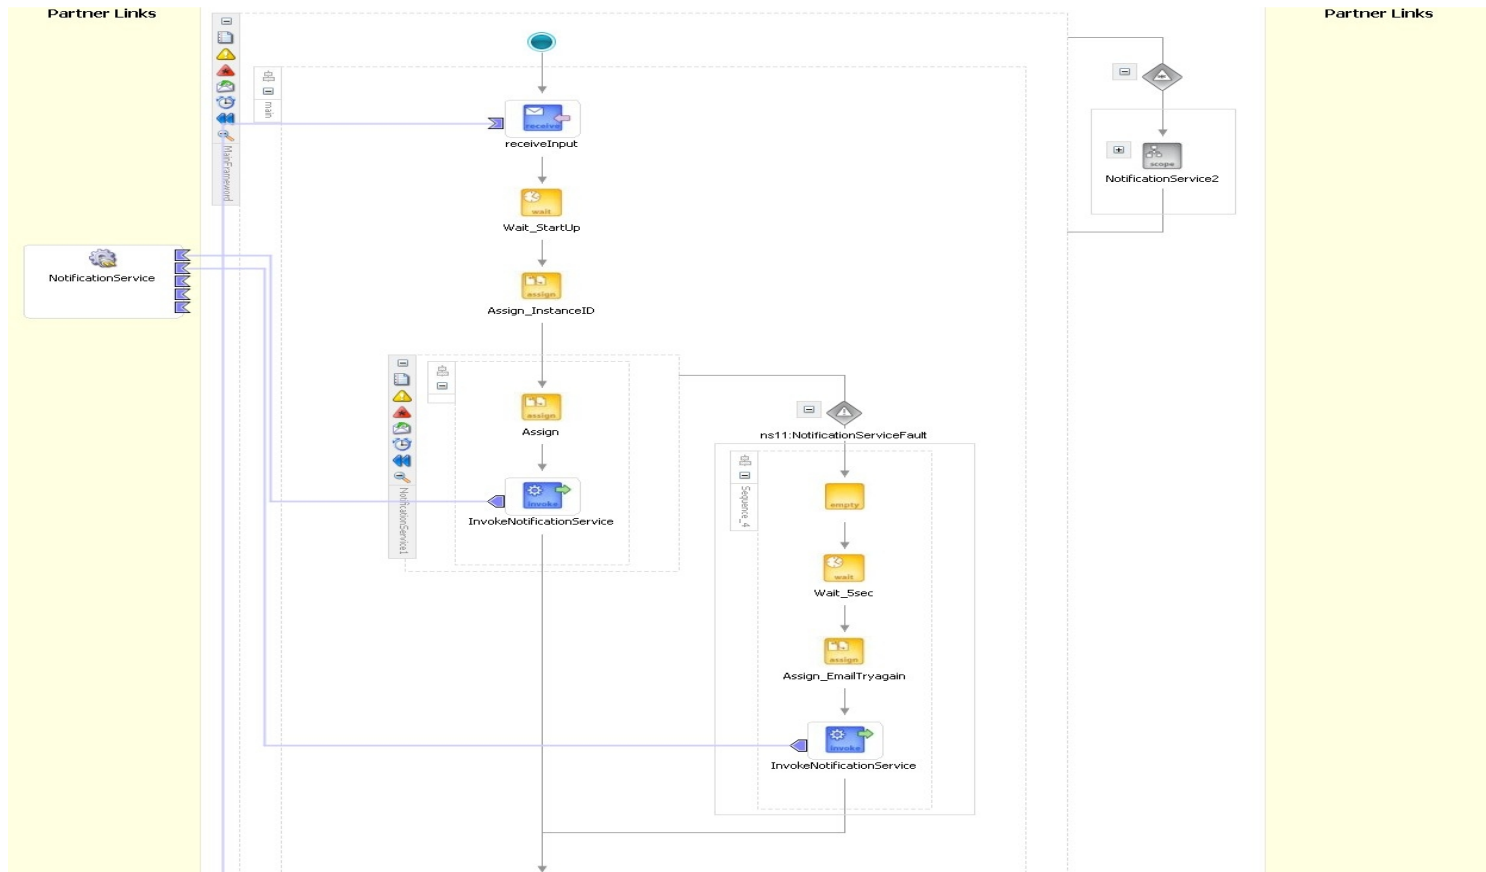 Partner Links
Partner Links
main
receive
receiveInput
MainFrameword
scope
NotificationService2
wait
Wait_StartUp
NotificationService
assign
Assign_InstanceID
assign
Assign
ns11:NotificationServiceFault
NotificationService1
invoke
InvokeNotificationService
Sequence_4
empty
wait
Wait_5sec
assign
Assign_EmailTryagain
invoke
InvokeNotificationService